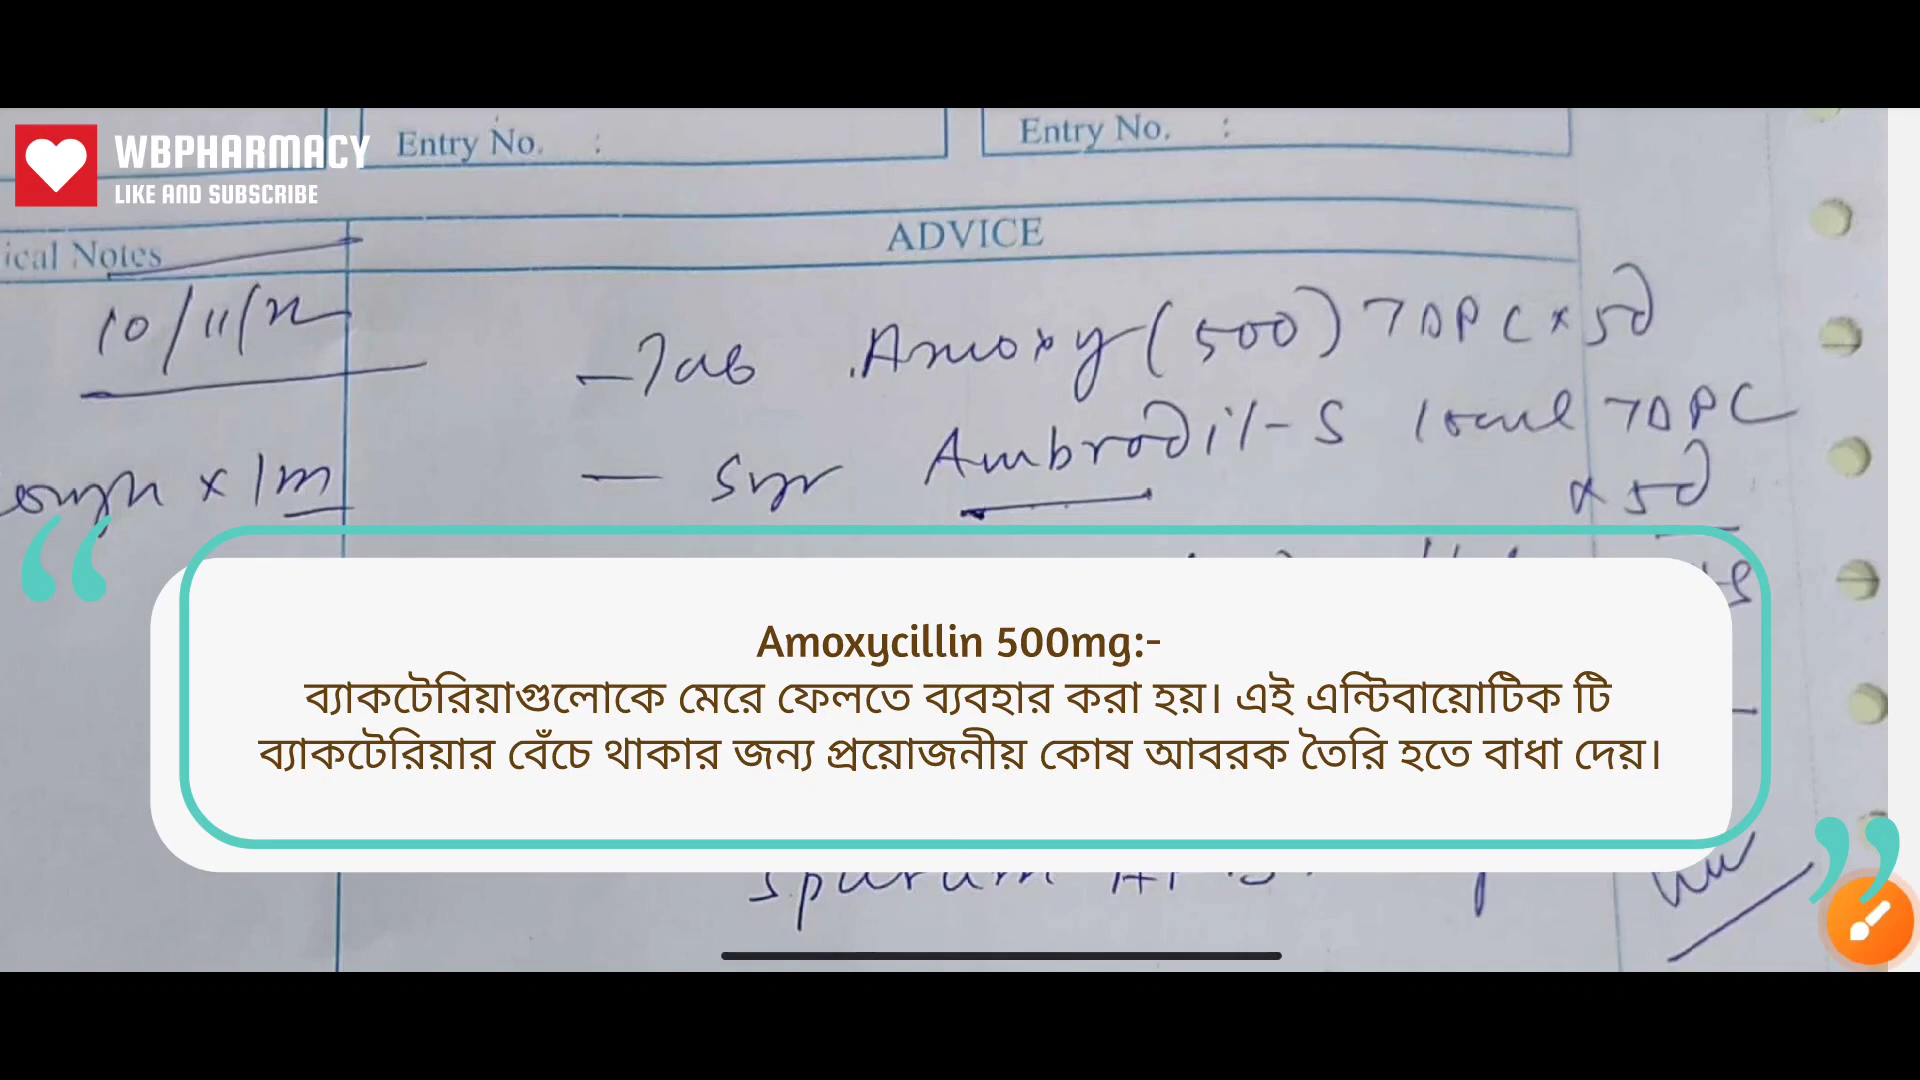 WBPHARMACY
LIKE AND SUBSCRIBE
Entry No. :
Entry No. :
ical Notes
ADVICE
10/11/
- Tab . Amoxy (500) TDPC x 5d
- Syr Ambrodil-S 10ml TDPC
x 5d
cough x 1m
“
Amoxycillin 500mg:-
ব্যাকটেরিয়াগুলোকে মেরে ফেলতে ব্যবহার করা হয়। এই এন্টিবায়োটিক টি
ব্যাকটেরিয়ার বেঁচে থাকার জন্য প্রয়োজনীয় কোষ আবরক তৈরি হতে বাধা দেয়।
”